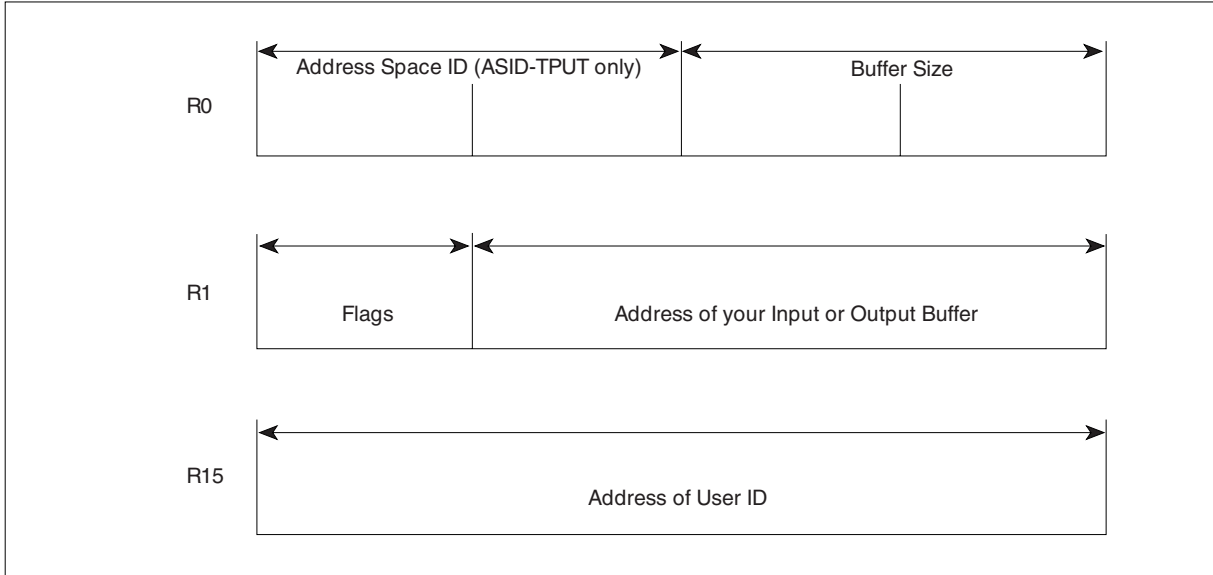 Address Space ID (ASID-TPUT only)
Buffer Size
R0
R1
Flags
Address of your Input or Output Buffer
R15
Address of User ID